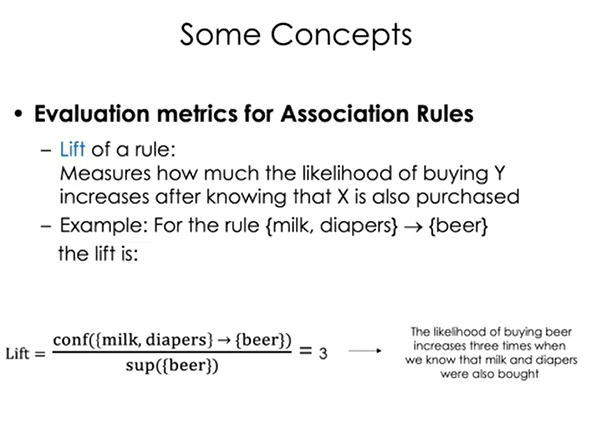 Some Concepts
• Evaluation metrics for Association Rules
– Lift of a rule:
Measures how much the likelihood of buying Y
increases after knowing that X is also purchased
– Example: For the rule {milk, diapers} → {beer}
the lift is:
Lift = conf({milk, diapers} → {beer}) / sup({beer}) = 3
The likelihood of buying beer
increases three times when
we know that milk and diapers
were also bought